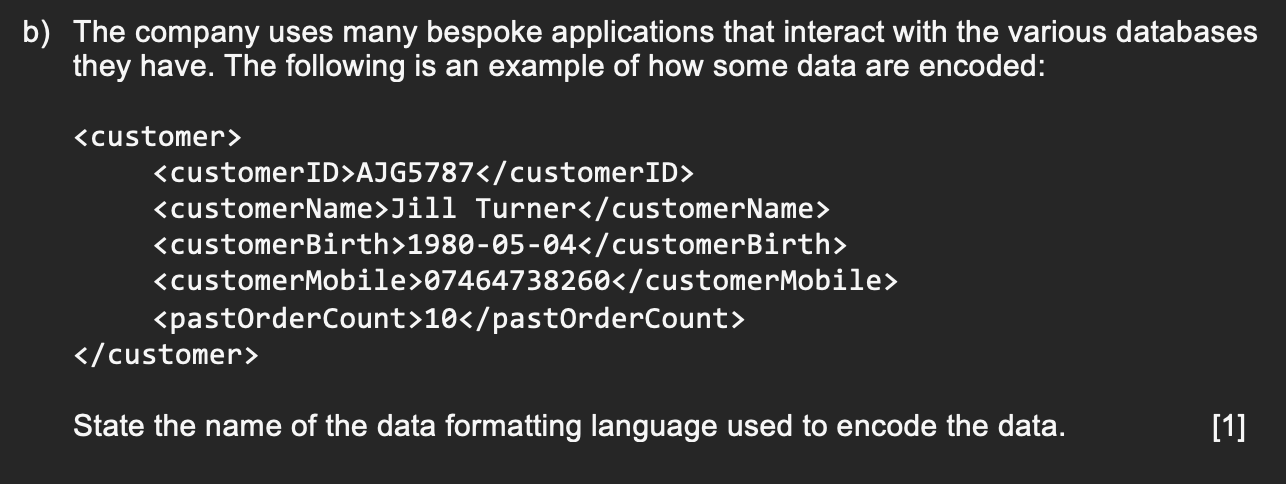 b) The company uses many bespoke applications that interact with the various databases
they have. The following is an example of how some data are encoded:
<customer>
<customerID>AJG5787</customerID>
<customerName>Jill Turner</customerName>
<customerBirth>1980-05-04</customerBirth>
<customerMobile>07464738260</customerMobile>
<pastOrderCount>10</pastOrderCount>
</customer>
State the name of the data formatting language used to encode the data. [1]